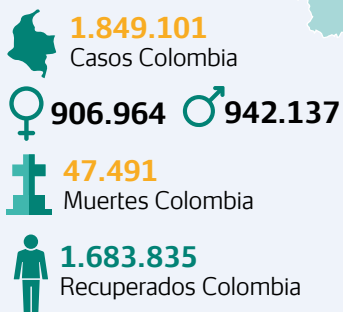 1.849.101
Casos Colombia
906.964 942.137
47.491
Muertes Colombia
1.683.835
Recuperados Colombia